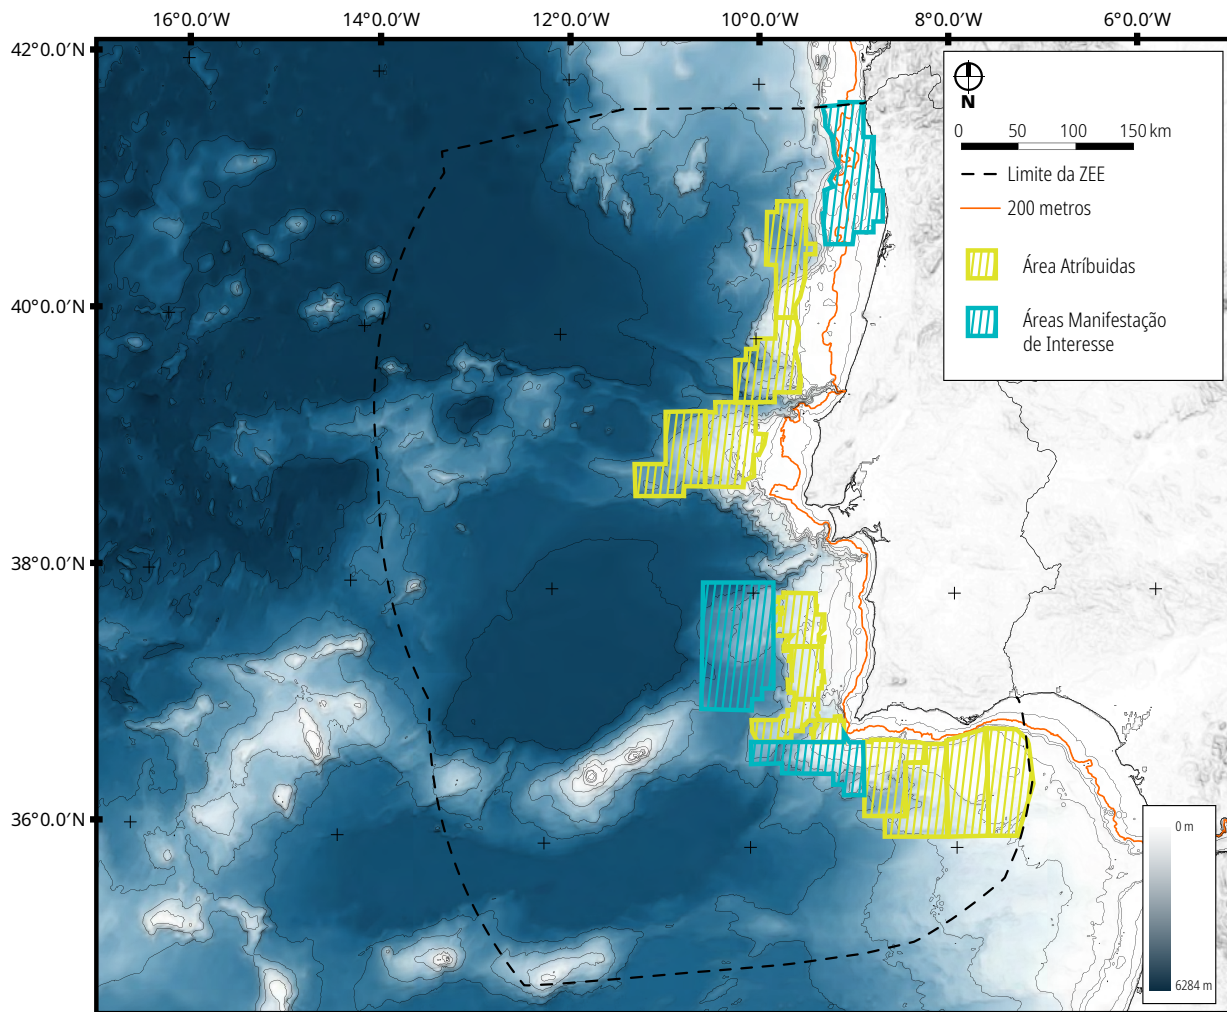 16°0.0'W 14°0.0'W 12°0.0'W 10°0.0'W 8°0.0'W 6°0.0'W
42°0.0'N
40°0.0'N
38°0.0'N
36°0.0'N
N
0 50 100 150 km
Limite da ZEE
200 metros
Área Atríbuidas
Áreas Manifestação
de Interesse
0 m
6284 m